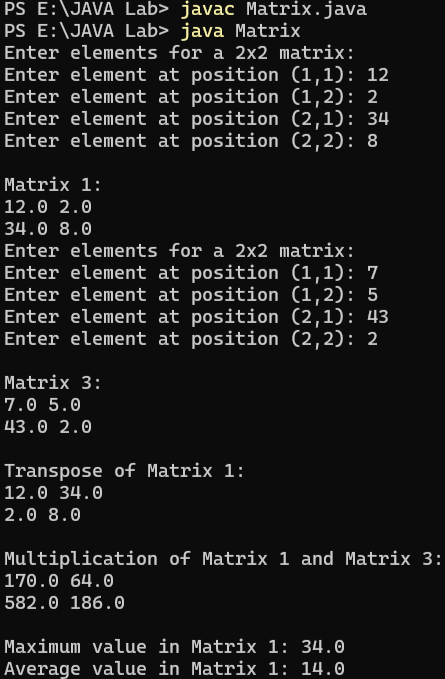 PS E:\JAVA Lab> javac Matrix.java
PS E:\JAVA Lab> java Matrix
Enter elements for a 2x2 matrix:
Enter element at position (1,1): 12
Enter element at position (1,2): 2
Enter element at position (2,1): 34
Enter element at position (2,2): 8
Matrix 1:
12.0 2.0
34.0 8.0
Enter elements for a 2x2 matrix:
Enter element at position (1,1): 7
Enter element at position (1,2): 5
Enter element at position (2,1): 43
Enter element at position (2,2): 2
Matrix 3:
7.0 5.0
43.0 2.0
Transpose of Matrix 1:
12.0 34.0
2.0 8.0
Multiplication of Matrix 1 and Matrix 3:
170.0 64.0
582.0 186.0
Maximum value in Matrix 1: 34.0
Average value in Matrix 1: 14.0